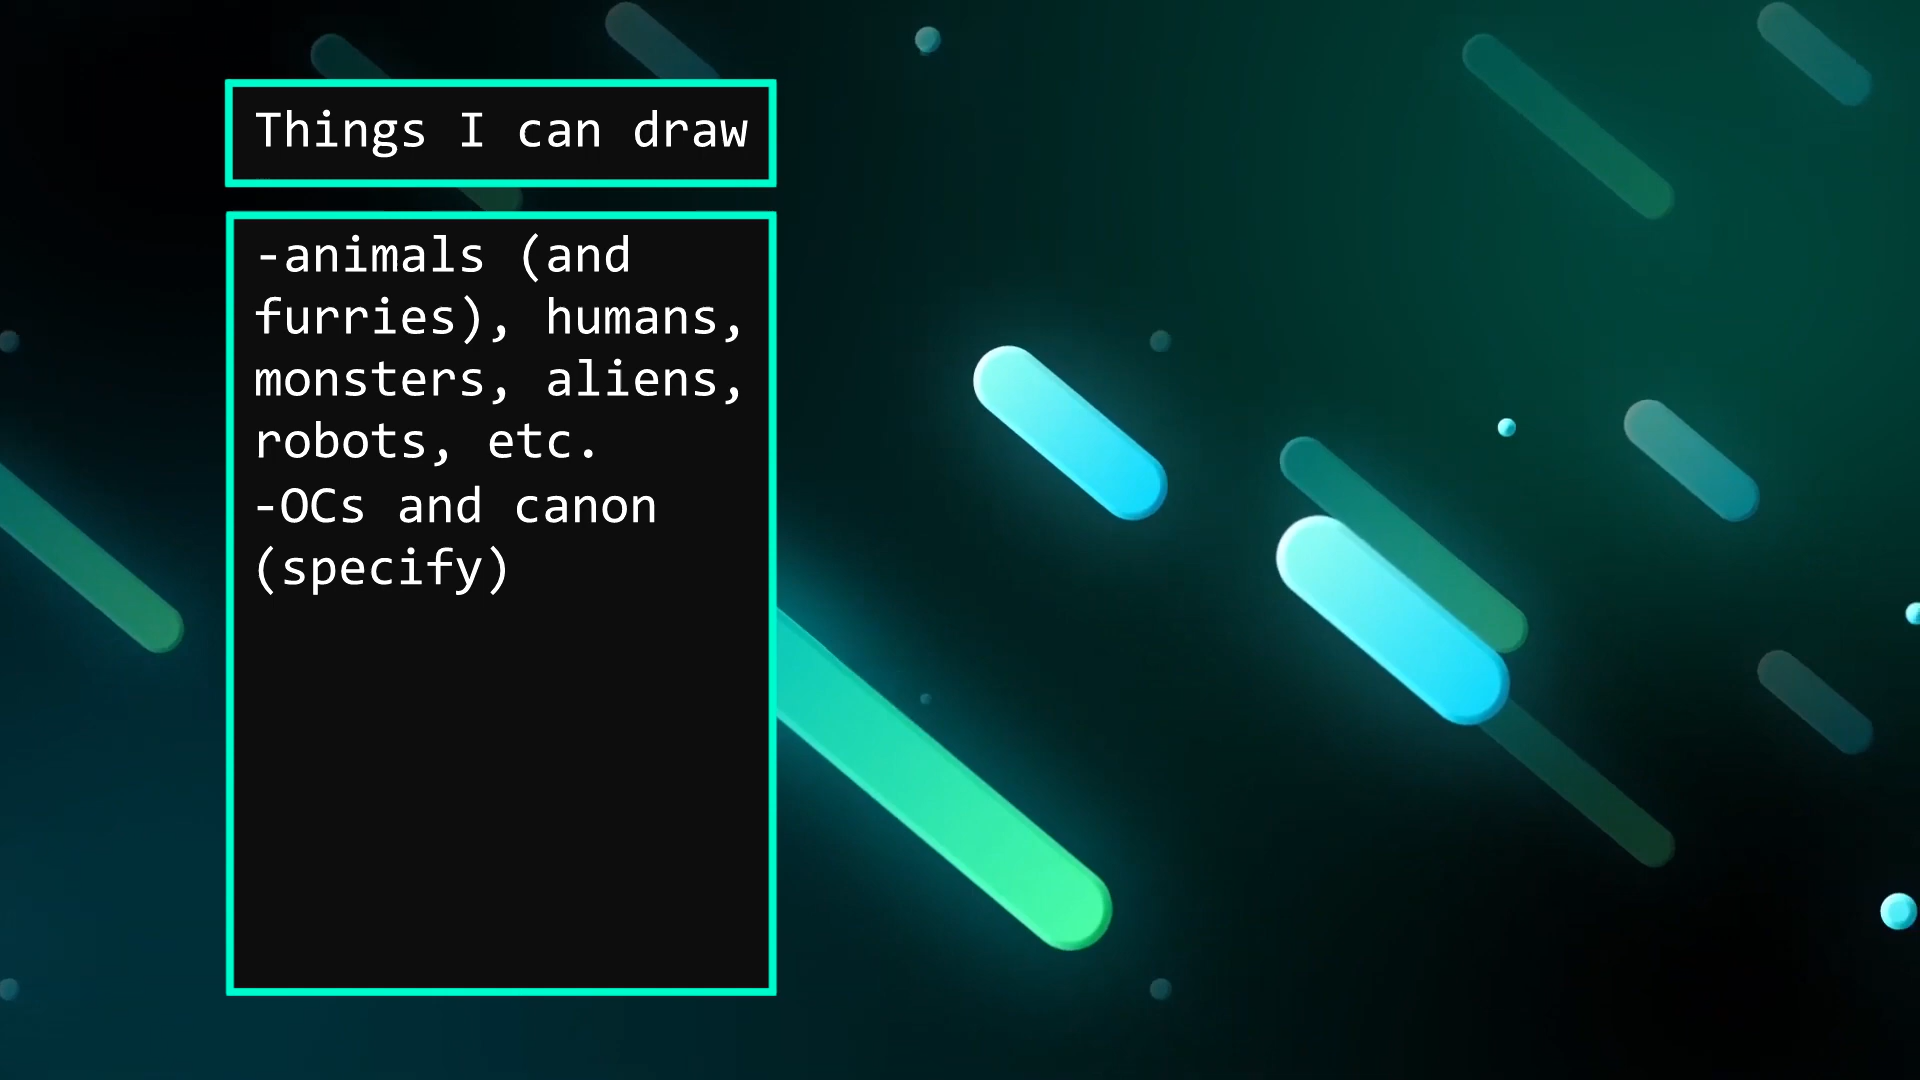 Things I can draw
-animals (and
furries), humans,
monsters, aliens,
robots, etc.
-OCs and canon
(specify)